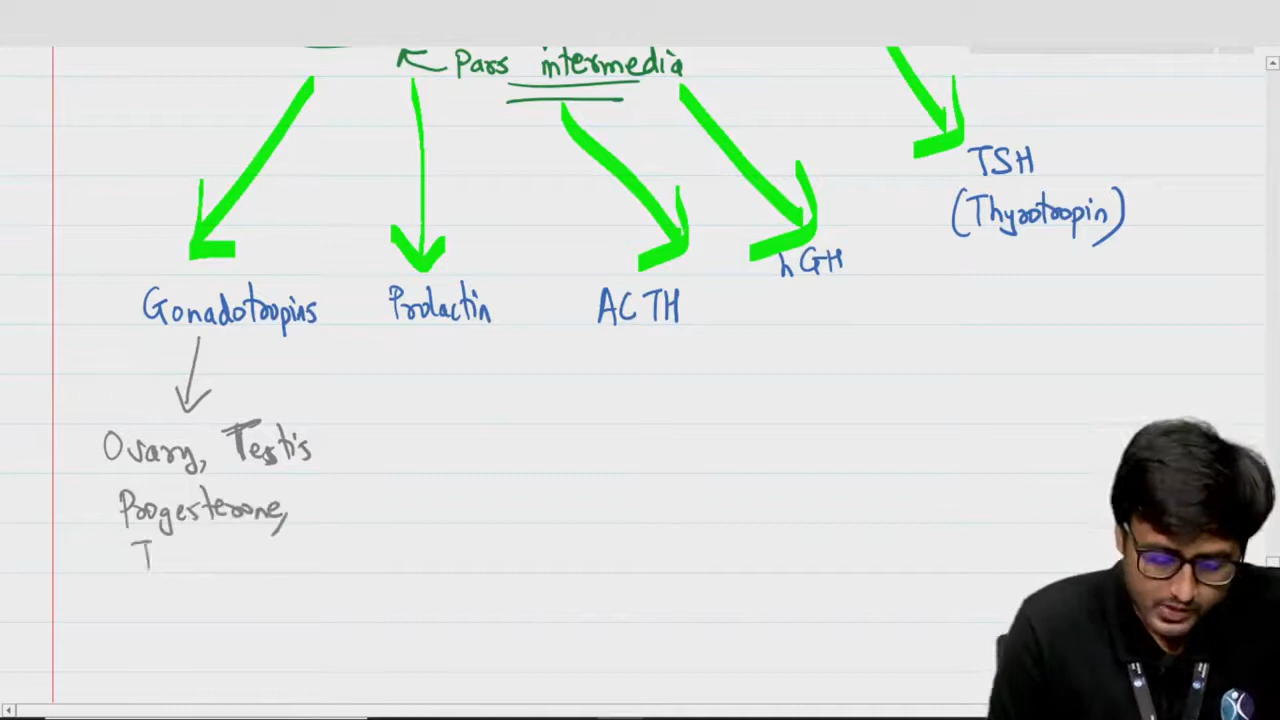 Pars intermedia
TSH
(Thyrotropin)
hGH
Gonadotropins
Prolactin
ACTH
Ovary, Testis
Progesterone,
T